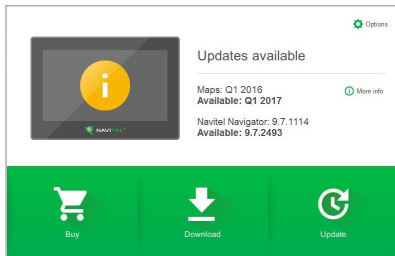 Options
Updates available
Maps: Q1 2016
Available: Q1 2017
More info
Navitel Navigator: 9.7.1114
Available: 9.7.2493
NAVITEL
Buy
Download
Update